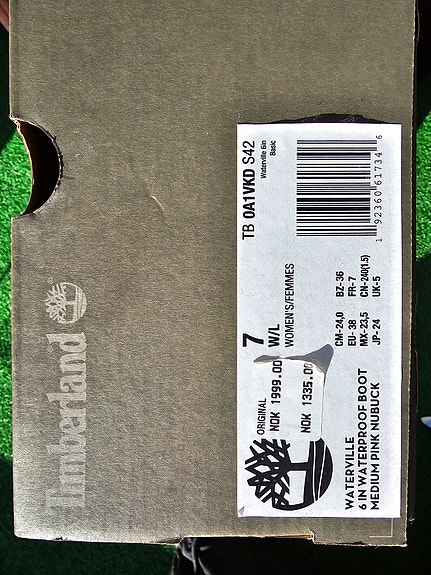 Timberland
TB 0A1VKD S42
Waterville 6in
Basic
1 92360 61734 6
7
W/L
WOMEN'S/FEMMES
CM-24,0 BZ-36
EU-38 FR-7
MX-23,5 CN-240(1.5)
JP-24 UK-5
ORIGINAL
NOK 1999.00
NOK 1335.00
WATERVILLE
6 IN WATERPROOF BOOT
MEDIUM PINK NUBUCK